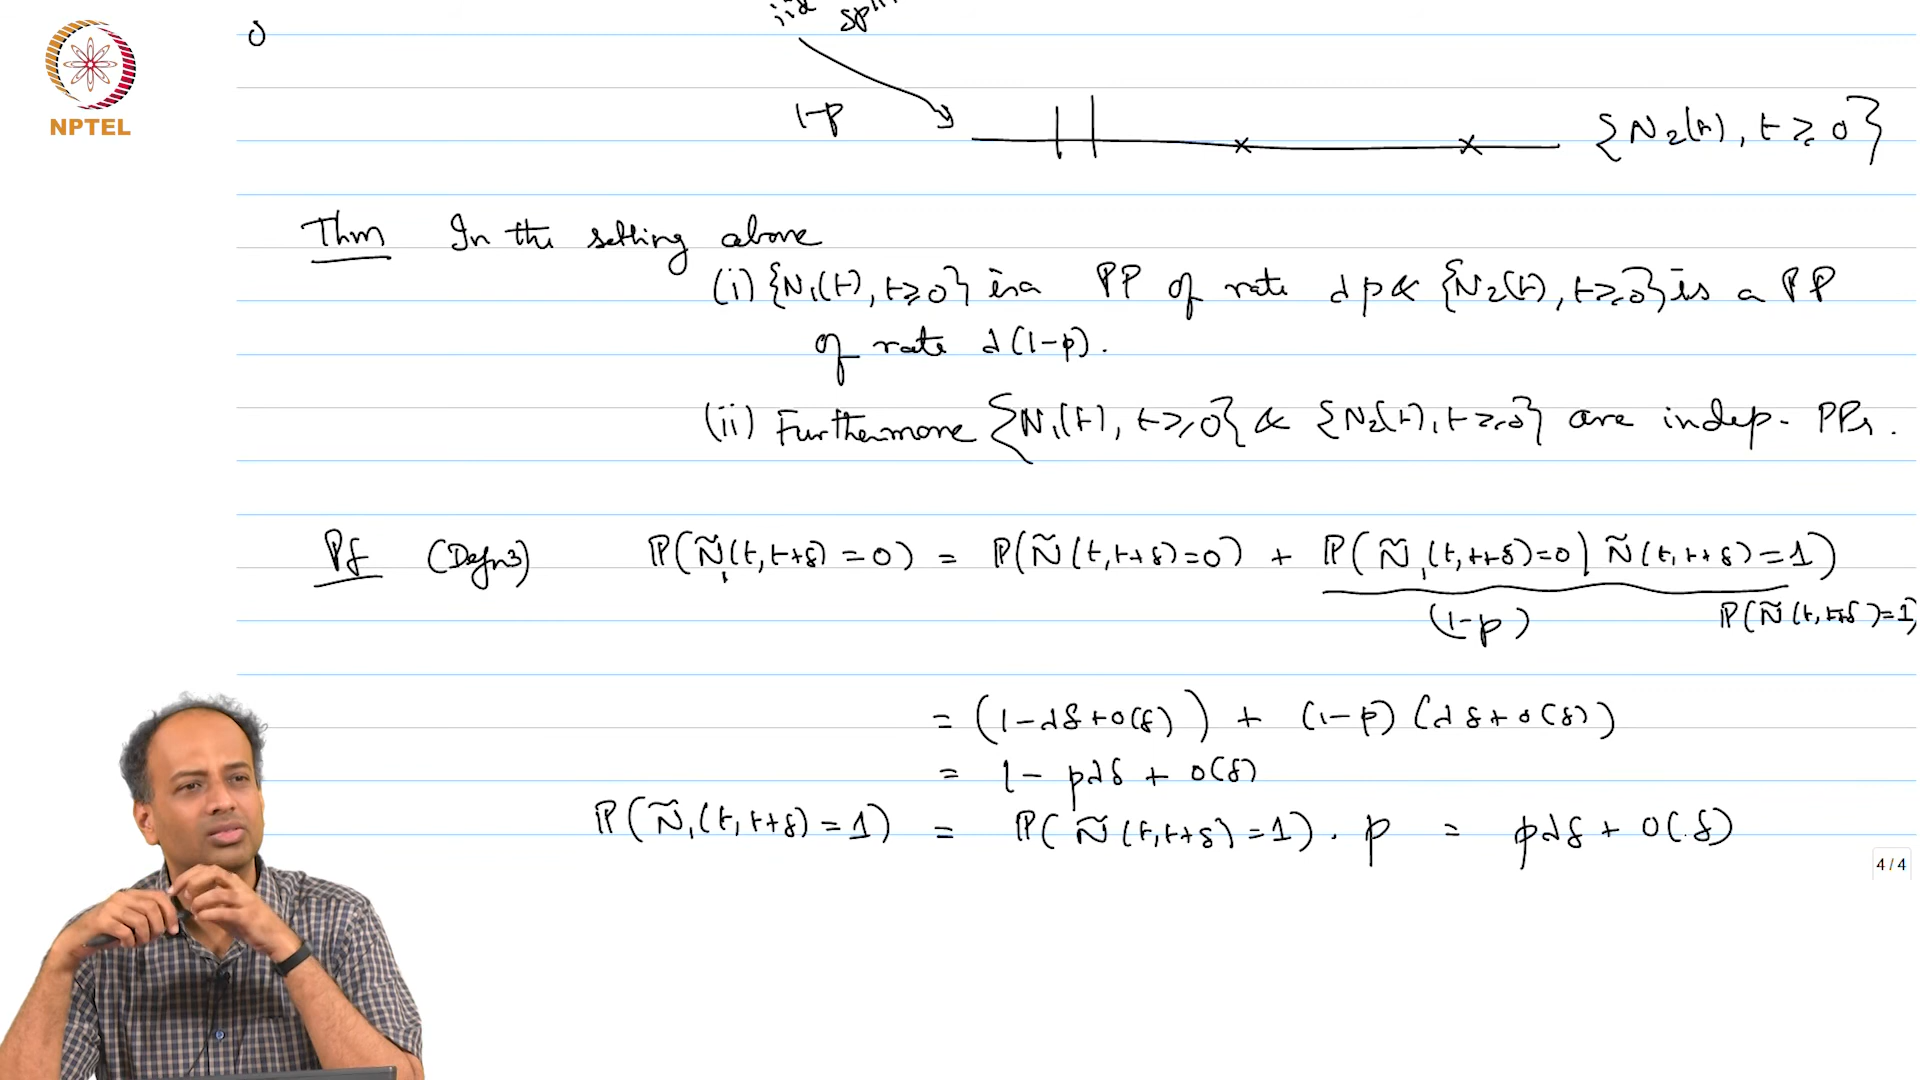 0 iid
NPTEL
1-p {N₂(t), t ≥ 0}
Thm In the setting above
(i) {N₁(t), t ≥ 0} is a PP of rate λp & {N₂(t), t ≥ 0} is a PP
of rate λ(1-p).
(ii) Furthermore {N₁(t), t ≥ 0} & {N₂(t), t ≥ 0} are indep. PPs.
Pf (Defn 3) ℙ(Ñ₁(t, t+δ) = 0) = ℙ(Ñ(t, t+δ) = 0) + ℙ(Ñ₁(t, t+δ) = 0 | Ñ(t, t+δ) = 1)
(1-p) ℙ(Ñ(t, t+δ) = 1)
= (1 - λδ + o(δ)) + (1-p) (λδ + o(δ))
= 1 - pλδ + o(δ)
ℙ(Ñ₁(t, t+δ) = 1) = ℙ(Ñ(t, t+δ) = 1) . p = pλδ + o(δ)
4 / 4